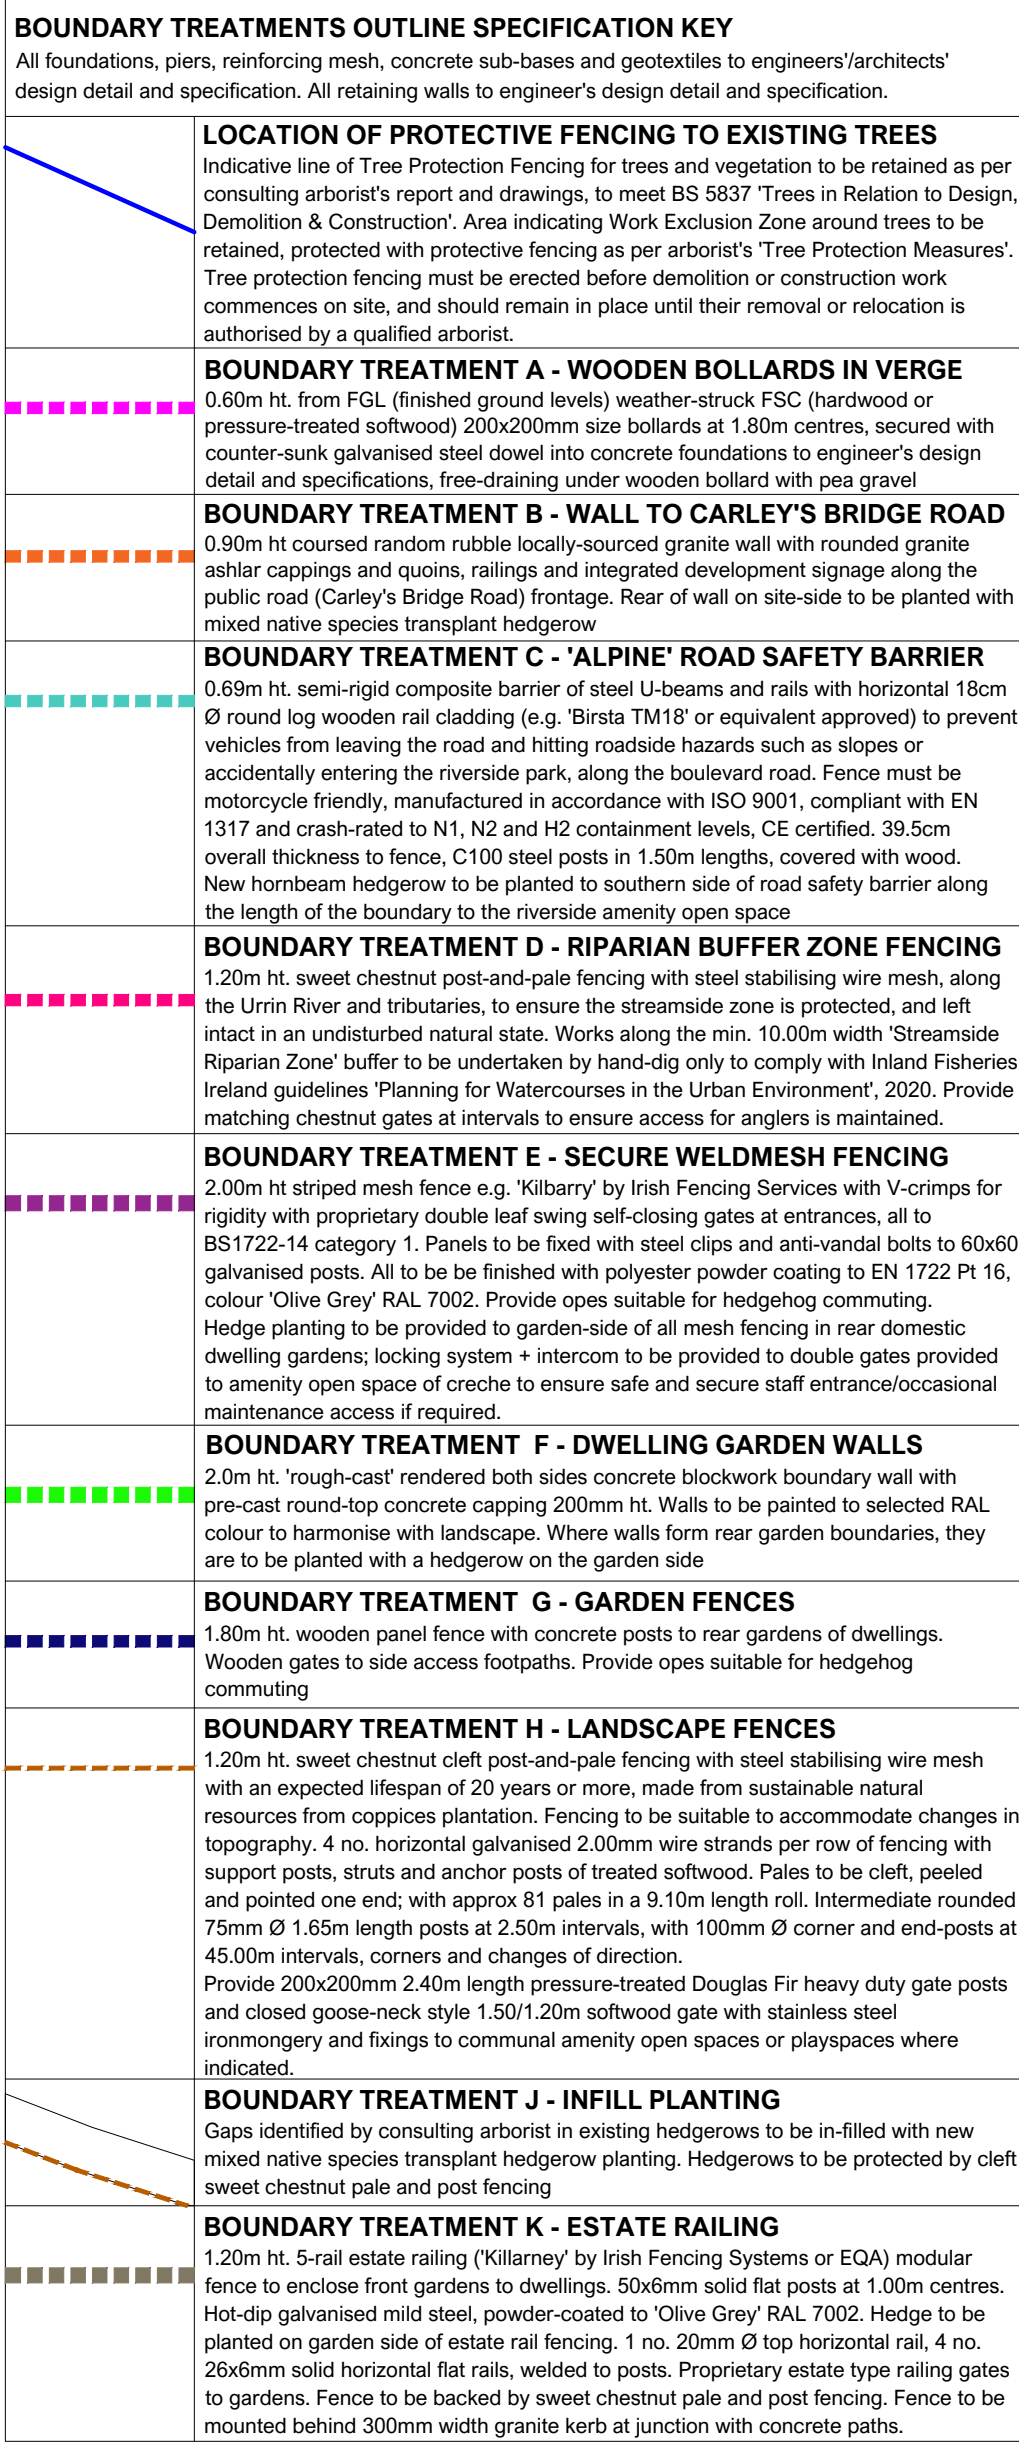 BOUNDARY TREATMENTS OUTLINE SPECIFICATION KEY
All foundations, piers, reinforcing mesh, concrete sub-bases and geotextiles to engineers'/architects'
design detail and specification. All retaining walls to engineer's design detail and specification.
LOCATION OF PROTECTIVE FENCING TO EXISTING TREES
Indicative line of Tree Protection Fencing for trees and vegetation to be retained as per
consulting arborist's report and drawings, to meet BS 5837 'Trees in Relation to Design,
Demolition & Construction'. Area indicating Work Exclusion Zone around trees to be
retained, protected with protective fencing as per arborist's 'Tree Protection Measures'.
Tree protection fencing must be erected before demolition or construction work
commences on site, and should remain in place until their removal or relocation is
authorised by a qualified arborist.
BOUNDARY TREATMENT A - WOODEN BOLLARDS IN VERGE
0.60m ht. from FGL (finished ground levels) weather-struck FSC (hardwood or
pressure-treated softwood) 200x200mm size bollards at 1.80m centres, secured with
counter-sunk galvanised steel dowel into concrete foundations to engineer's design
detail and specifications, free-draining under wooden bollard with pea gravel
BOUNDARY TREATMENT B - WALL TO CARLEY'S BRIDGE ROAD
0.90m ht coursed random rubble locally-sourced granite wall with rounded granite
ashlar cappings and quoins, railings and integrated development signage along the
public road (Carley's Bridge Road) frontage. Rear of wall on site-side to be planted with
mixed native species transplant hedgerow
BOUNDARY TREATMENT C - 'ALPINE' ROAD SAFETY BARRIER
0.69m ht. semi-rigid composite barrier of steel U-beams and rails with horizontal 18cm
Ø round log wooden rail cladding (e.g. 'Birsta TM18' or equivalent approved) to prevent
vehicles from leaving the road and hitting roadside hazards such as slopes or
accidentally entering the riverside park, along the boulevard road. Fence must be
motorcycle friendly, manufactured in accordance with ISO 9001, compliant with EN
1317 and crash-rated to N1, N2 and H2 containment levels, CE certified. 39.5cm
overall thickness to fence, C100 steel posts in 1.50m lengths, covered with wood.
New hornbeam hedgerow to be planted to southern side of road safety barrier along
the length of the boundary to the riverside amenity open space
BOUNDARY TREATMENT D - RIPARIAN BUFFER ZONE FENCING
1.20m ht. sweet chestnut post-and-pale fencing with steel stabilising wire mesh, along
the Urrin River and tributaries, to ensure the streamside zone is protected, and left
intact in an undisturbed natural state. Works along the min. 10.00m width 'Streamside
Riparian Zone' buffer to be undertaken by hand-dig only to comply with Inland Fisheries
Ireland guidelines 'Planning for Watercourses in the Urban Environment', 2020. Provide
matching chestnut gates at intervals to ensure access for anglers is maintained.
BOUNDARY TREATMENT E - SECURE WELDMESH FENCING
2.00m ht striped mesh fence e.g. 'Kilbarry' by Irish Fencing Services with V-crimps for
rigidity with proprietary double leaf swing self-closing gates at entrances, all to
BS1722-14 category 1. Panels to be fixed with steel clips and anti-vandal bolts to 60x60
galvanised posts. All to be be finished with polyester powder coating to EN 1722 Pt 16,
colour 'Olive Grey' RAL 7002. Provide opes suitable for hedgehog commuting.
Hedge planting to be provided to garden-side of all mesh fencing in rear domestic
dwelling gardens; locking system + intercom to be provided to double gates provided
to amenity open space of creche to ensure safe and secure staff entrance/occasional
maintenance access if required.
BOUNDARY TREATMENT F - DWELLING GARDEN WALLS
2.0m ht. 'rough-cast' rendered both sides concrete blockwork boundary wall with
pre-cast round-top concrete capping 200mm ht. Walls to be painted to selected RAL
colour to harmonise with landscape. Where walls form rear garden boundaries, they
are to be planted with a hedgerow on the garden side
BOUNDARY TREATMENT G - GARDEN FENCES
1.80m ht. wooden panel fence with concrete posts to rear gardens of dwellings.
Wooden gates to side access footpaths. Provide opes suitable for hedgehog
commuting
BOUNDARY TREATMENT H - LANDSCAPE FENCES
1.20m ht. sweet chestnut cleft post-and-pale fencing with steel stabilising wire mesh
with an expected lifespan of 20 years or more, made from sustainable natural
resources from coppices plantation. Fencing to be suitable to accommodate changes in
topography. 4 no. horizontal galvanised 2.00mm wire strands per row of fencing with
support posts, struts and anchor posts of treated softwood. Pales to be cleft, peeled
and pointed one end; with approx 81 pales in a 9.10m length roll. Intermediate rounded
75mm Ø 1.65m length posts at 2.50m intervals, with 100mm Ø corner and end-posts at
45.00m intervals, corners and changes of direction.
Provide 200x200mm 2.40m length pressure-treated Douglas Fir heavy duty gate posts
and closed goose-neck style 1.50/1.20m softwood gate with stainless steel
ironmongery and fixings to communal amenity open spaces or playspaces where
indicated.
BOUNDARY TREATMENT J - INFILL PLANTING
Gaps identified by consulting arborist in existing hedgerows to be in-filled with new
mixed native species transplant hedgerow planting. Hedgerows to be protected by cleft
sweet chestnut pale and post fencing
BOUNDARY TREATMENT K - ESTATE RAILING
1.20m ht. 5-rail estate railing ('Killarney' by Irish Fencing Systems or EQA) modular
fence to enclose front gardens to dwellings. 50x6mm solid flat posts at 1.00m centres.
Hot-dip galvanised mild steel, powder-coated to 'Olive Grey' RAL 7002. Hedge to be
planted on garden side of estate rail fencing. 1 no. 20mm Ø top horizontal rail, 4 no.
26x6mm solid horizontal flat rails, welded to posts. Proprietary estate type railing gates
to gardens. Fence to be backed by sweet chestnut pale and post fencing. Fence to be
mounted behind 300mm width granite kerb at junction with concrete paths.